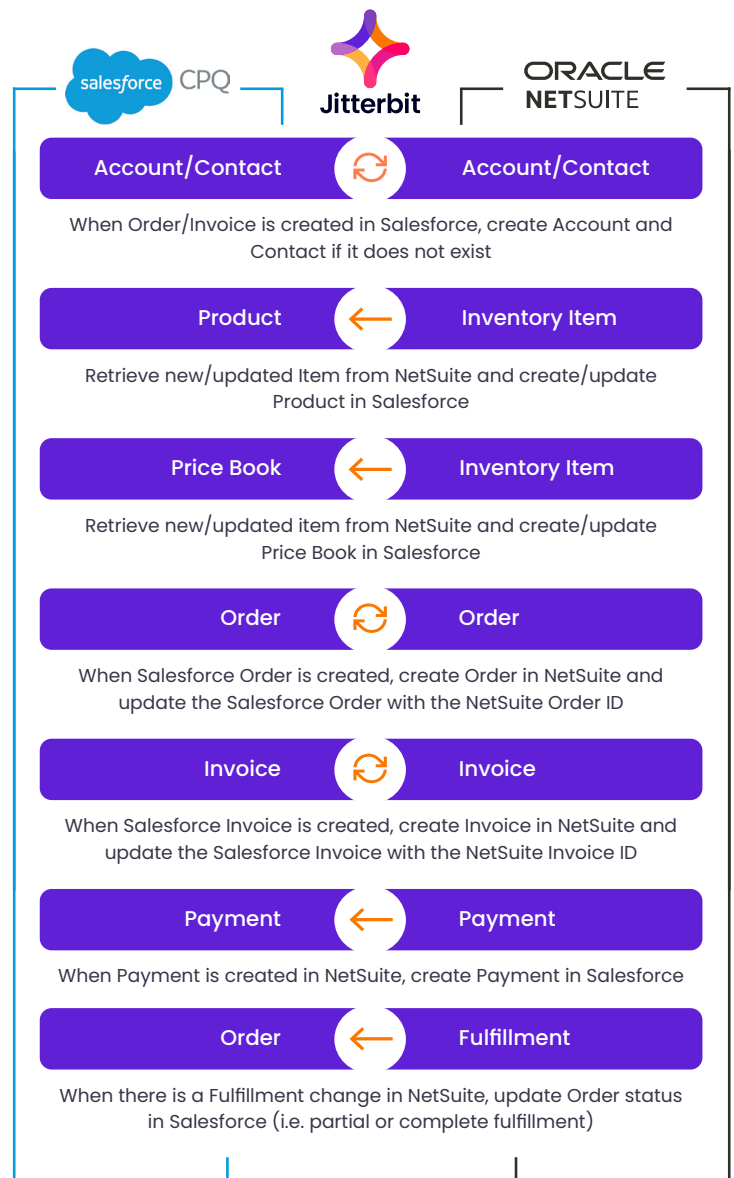 salesforce CPQ
Jitterbit
ORACLE
NETSUITE
Account/Contact Account/Contact
When Order/Invoice is created in Salesforce, create Account and
Contact if it does not exist
Product Inventory Item
Retrieve new/updated Item from NetSuite and create/update
Product in Salesforce
Price Book Inventory Item
Retrieve new/updated item from NetSuite and create/update
Price Book in Salesforce
Order Order
When Salesforce Order is created, create Order in NetSuite and
update the Salesforce Order with the NetSuite Order ID
Invoice Invoice
When Salesforce Invoice is created, create Invoice in NetSuite and
update the Salesforce Invoice with the NetSuite Invoice ID
Payment Payment
When Payment is created in NetSuite, create Payment in Salesforce
Order Fulfillment
When there is a Fulfillment change in NetSuite, update Order status
in Salesforce (i.e. partial or complete fulfillment)